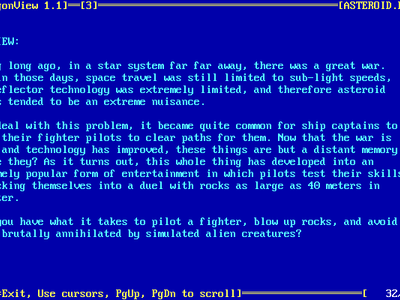 gonView 1.1]═[3]═[ASTEROID.
IEW:
g long ago, in a star system far far away, there was a great war.
in those days, space travel was still limited to sub-light speeds,
eflector technology was extremely limited, and therefore asteroid
s tended to be an extreme nuisance.
deal with this problem, it became quite common for ship captains to
their fighter pilots to clear paths for them. Now that the war is
and technology has improved, these things are but a distant memory
e they? As it turns out, this whole thing has developed into an
mely popular form of entertainment in which pilots test their skills
cking themselves into a duel with rocks as large as 40 meters in
ter.
you have what it takes to pilot a fighter, blow up rocks, and avoid
brutally annihilated by simulated alien creatures?
=Exit, Use cursors, PgUp, PgDn to scroll]═[ 32